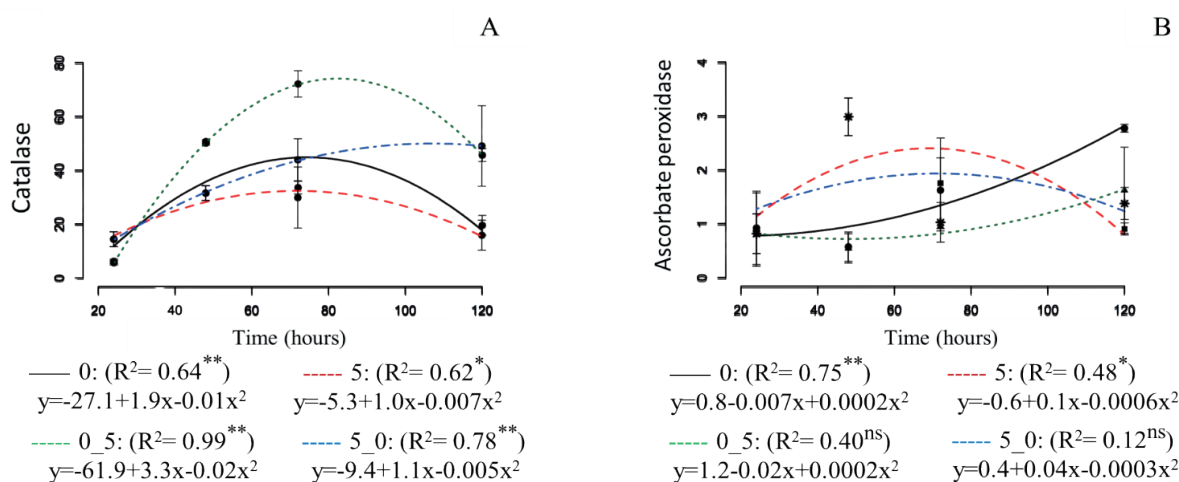 A
B
Catalase
80
60
40
20
0
20 40 60 80 100 120
Time (hours)
Ascorbate peroxidase
4
3
2
1
0
20 40 60 80 100 120
Time (hours)
0: (R²= 0.64**)
5: (R²= 0.62*)
y=-27.1+1.9x-0.01x²
y=-5.3+1.0x-0.007x²
0_5: (R²= 0.99**)
5_0: (R²= 0.78**)
y=-61.9+3.3x-0.02x²
y=-9.4+1.1x-0.005x²
0: (R²= 0.75**)
5: (R²= 0.48*)
y=0.8-0.007x+0.0002x²
y=-0.6+0.1x-0.0006x²
0_5: (R²= 0.40ns)
5_0: (R²= 0.12ns)
y=1.2-0.02x+0.0002x²
y=0.4+0.04x-0.0003x²